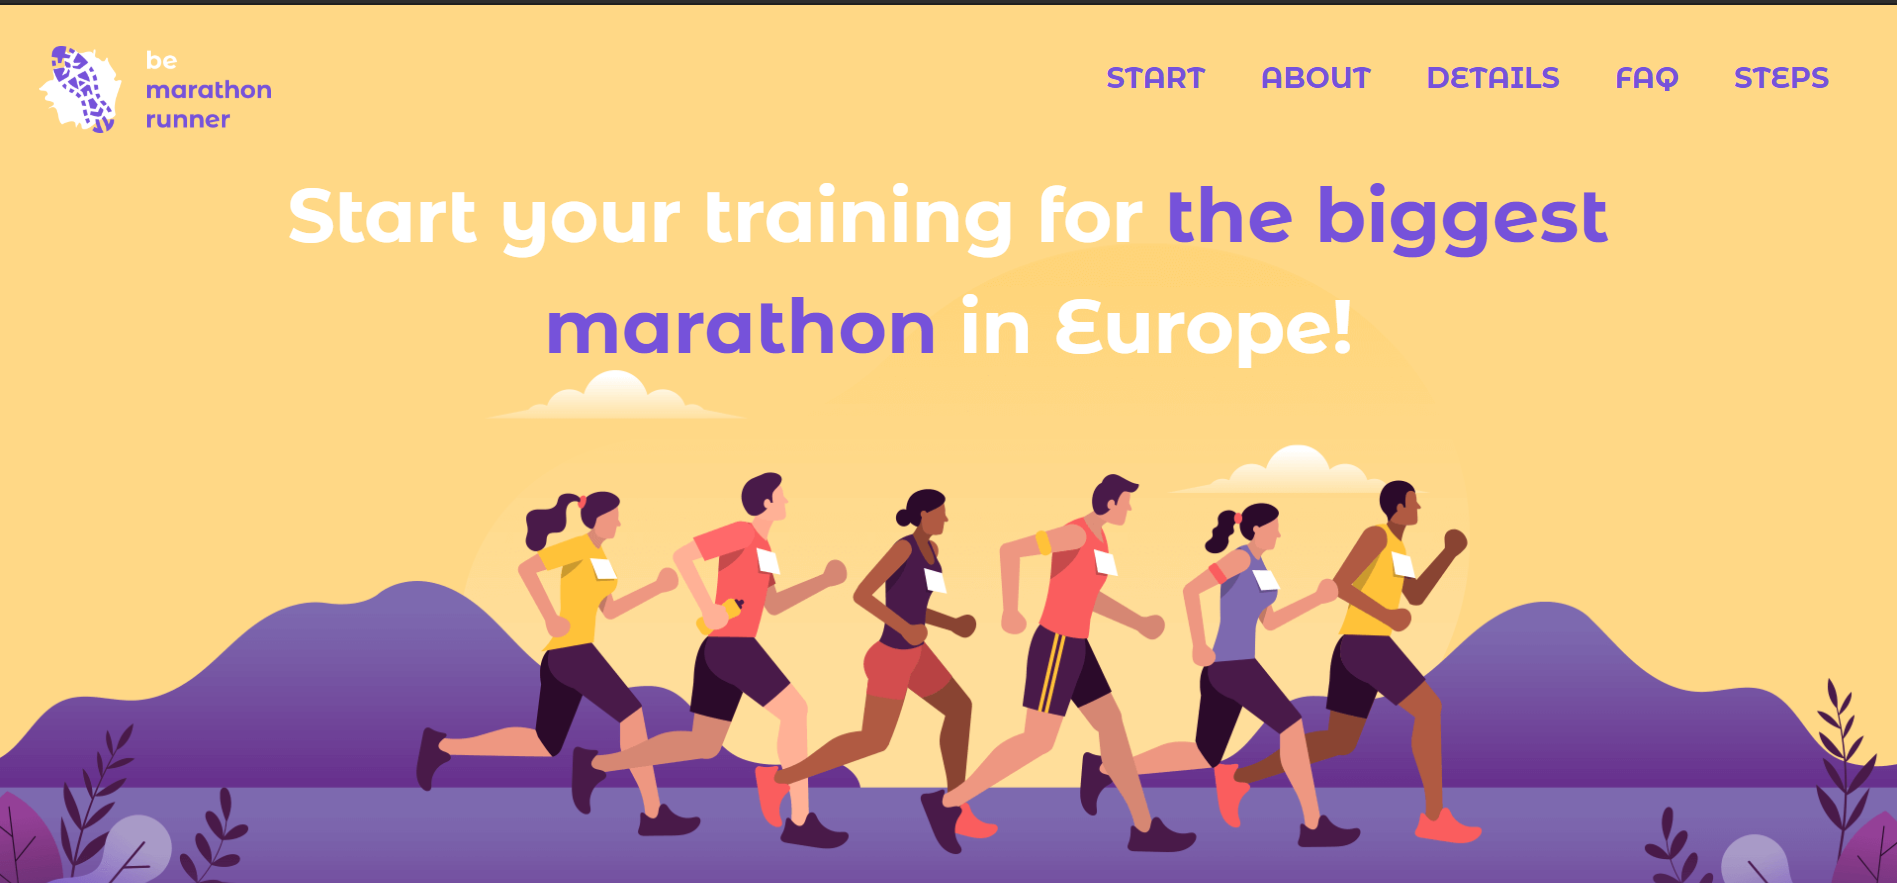 be
marathon
runner
START ABOUT DETAILS FAQ STEPS
Start your training for the biggest
marathon in Europe!